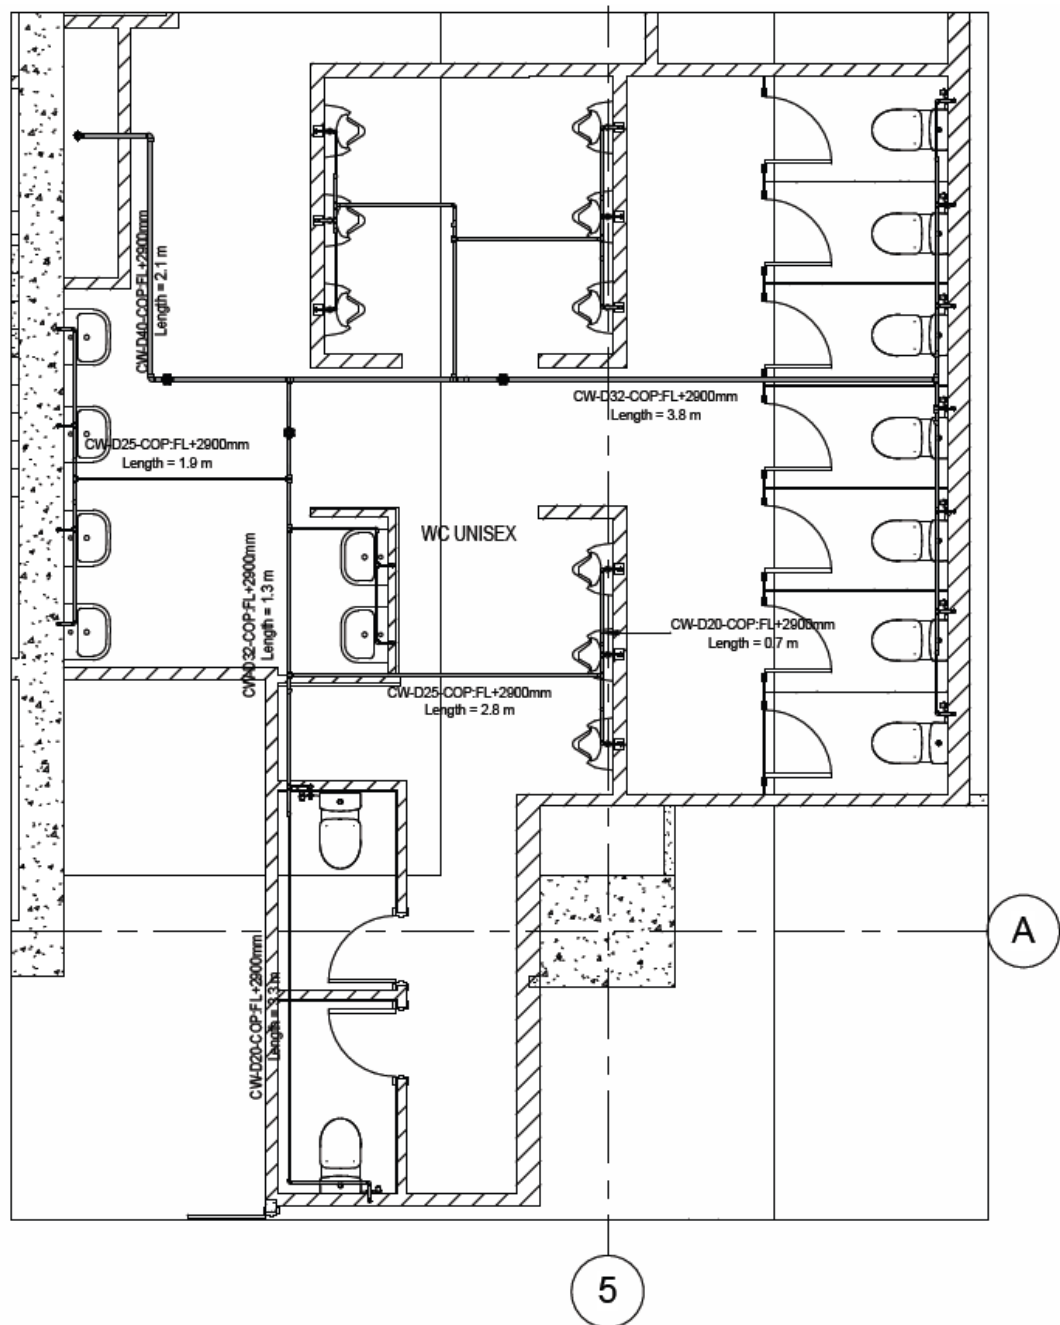 CW-D40-COP:FL+2900mm
Length = 2.1 m
CW-D32-COP:FL+2900mm
Length = 3.8 m
CW-D25-COP:FL+2900mm
Length = 1.9 m
WC UNISEX
CW-D32-COP:FL+2900mm
Length = 1.3 m
CW-D20-COP:FL+2900mm
Length = 0.7 m
CW-D25-COP:FL+2900mm
Length = 2.8 m
A
CW-D20-COP:FL+2900mm
Length = 3.3 m
5